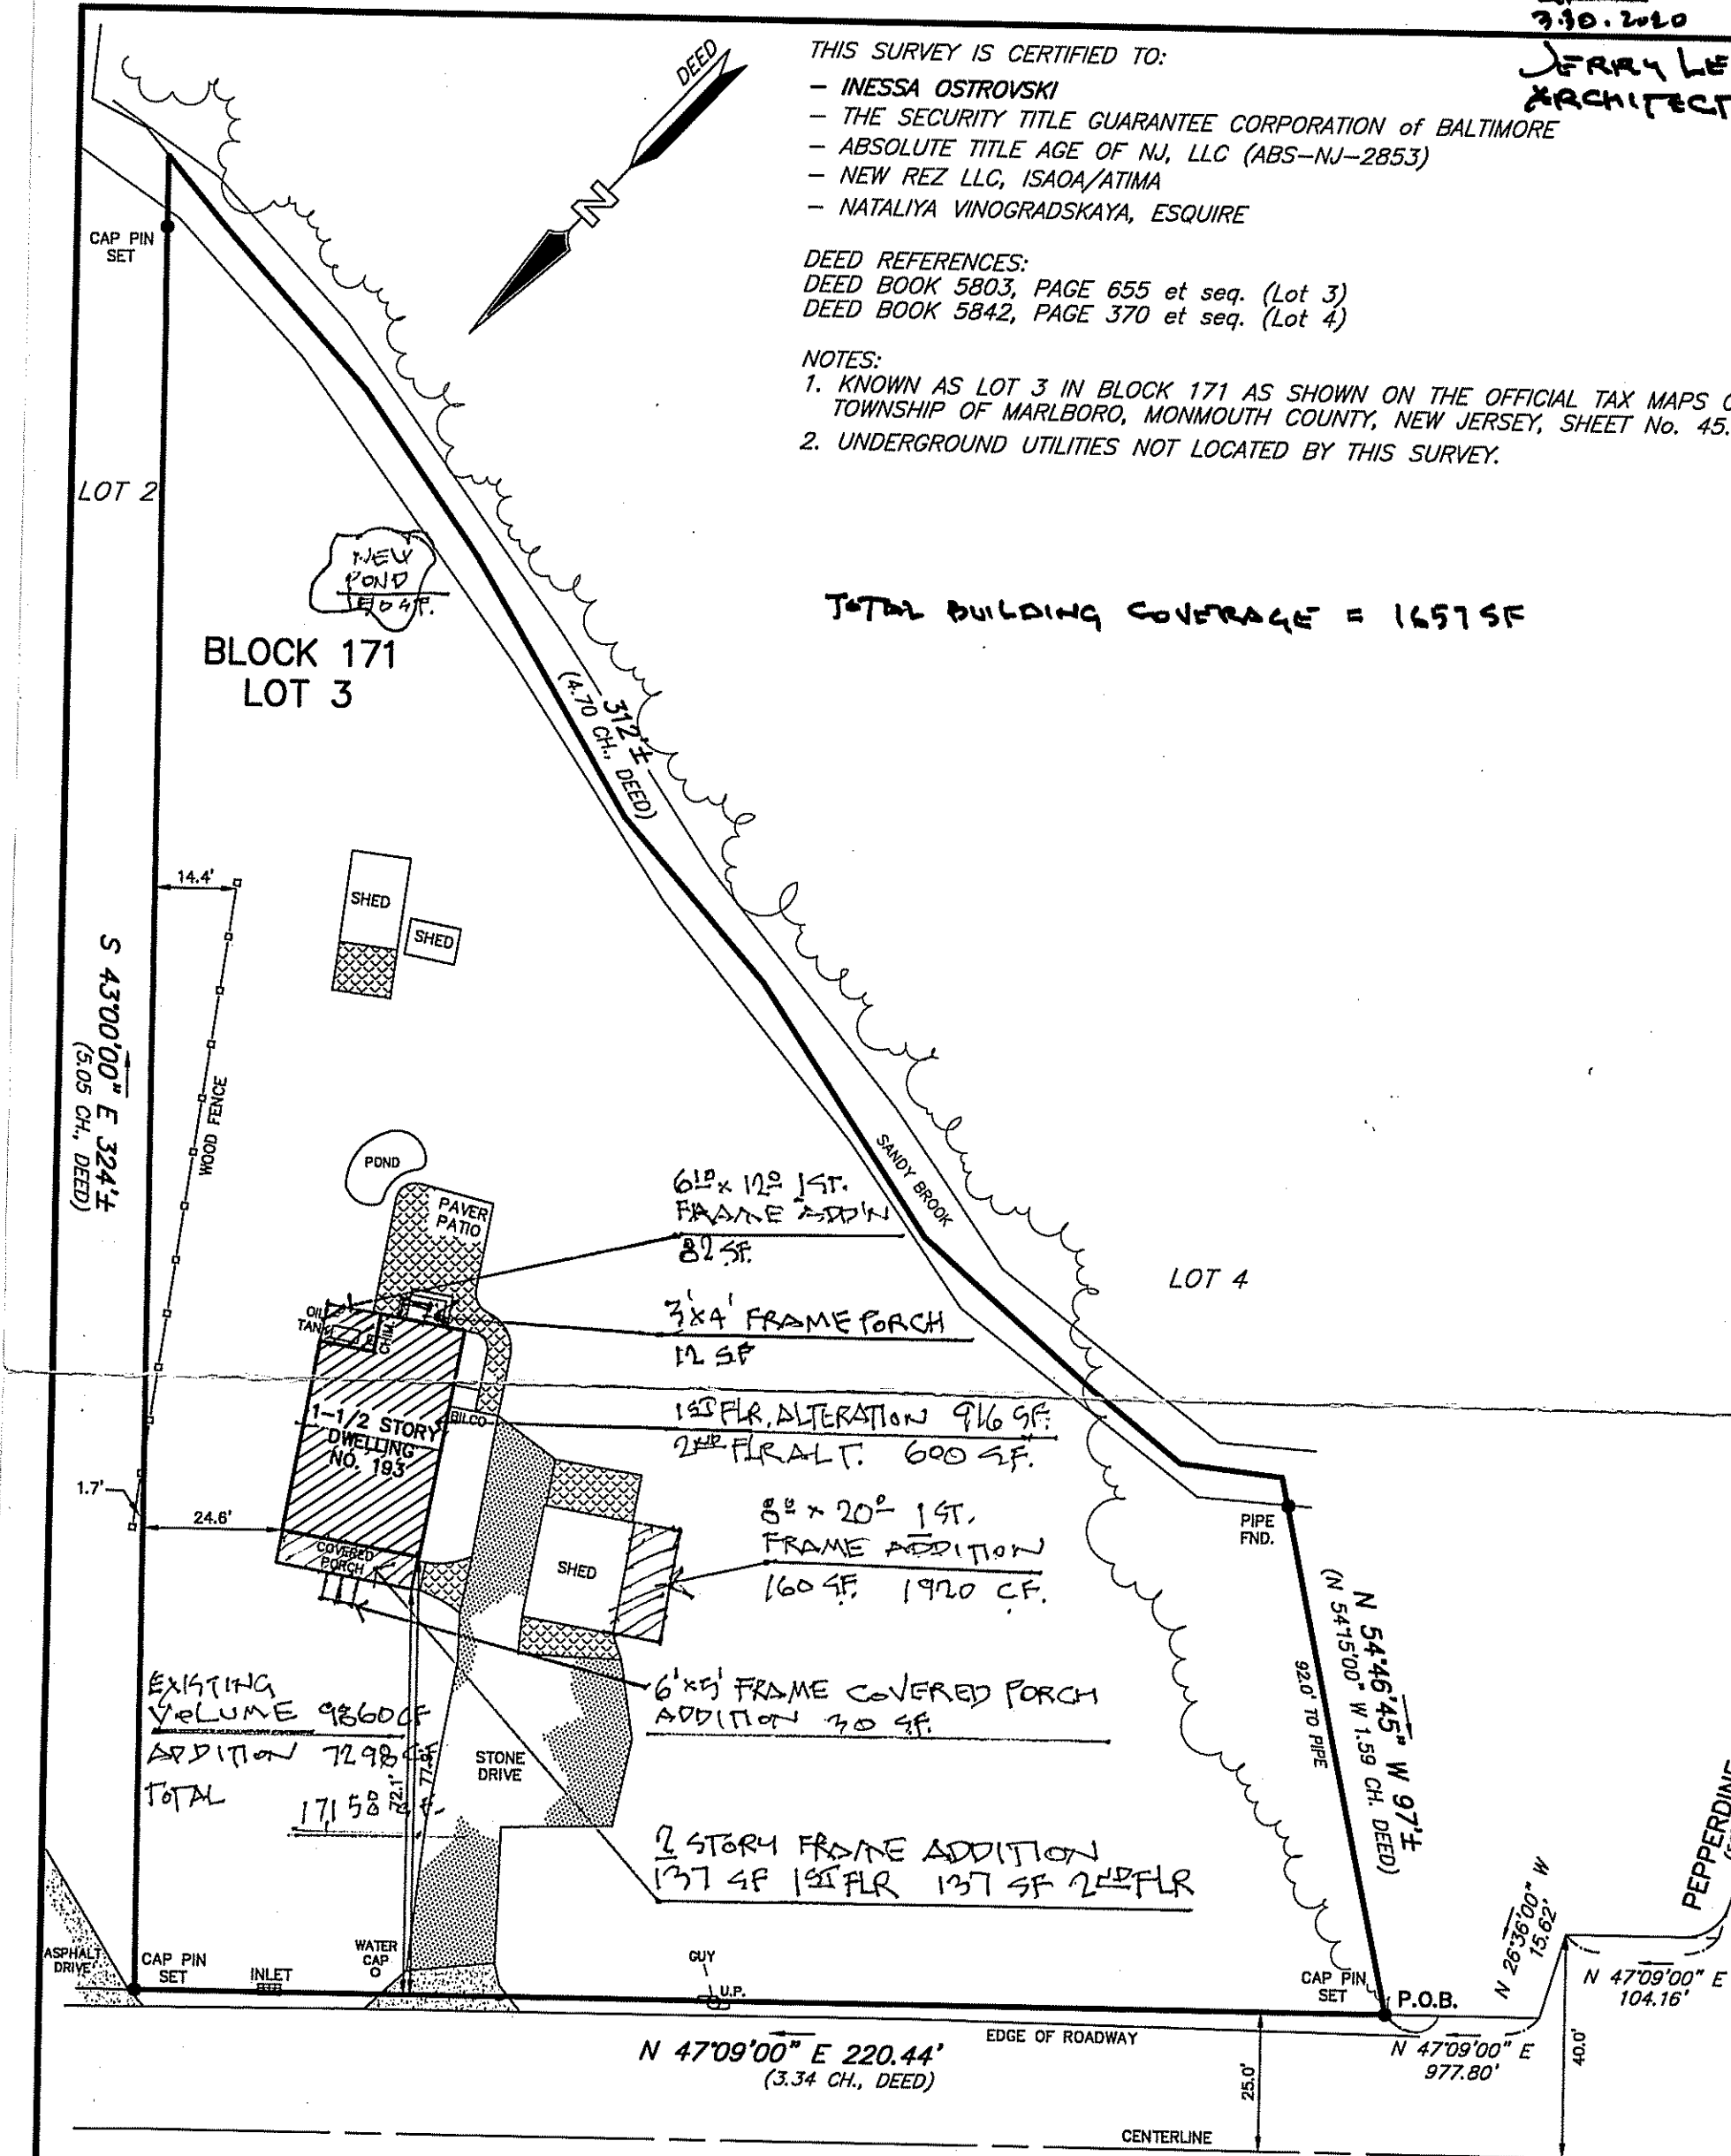 3.30.2020
JERRY LE
ARCHITECT
THIS SURVEY IS CERTIFIED TO:
– INESSA OSTROVSKI
– THE SECURITY TITLE GUARANTEE CORPORATION of BALTIMORE
– ABSOLUTE TITLE AGE OF NJ, LLC (ABS–NJ–2853)
– NEW REZ LLC, ISAOA/ATIMA
– NATALIYA VINOGRADSKAYA, ESQUIRE
DEED REFERENCES:
DEED BOOK 5803, PAGE 655 et seq. (Lot 3)
DEED BOOK 5842, PAGE 370 et seq. (Lot 4)
NOTES:
1. KNOWN AS LOT 3 IN BLOCK 171 AS SHOWN ON THE OFFICIAL TAX MAPS
TOWNSHIP OF MARLBORO, MONMOUTH COUNTY, NEW JERSEY, SHEET No. 45.
2. UNDERGROUND UTILITIES NOT LOCATED BY THIS SURVEY.
DEED
N
CAP PIN
SET
LOT 2
NEW
POND
TOTAL BUILDING COVERAGE = 1657 SF
BLOCK 171
LOT 3
312'±
(4.70 CH., DEED)
14.4'
SHED
SHED
S 43°00'00" E 324'±
(5.05 CH., DEED)
WOOD FENCE
POND
PAVER
PATIO
SANDY BROOK
LOT 4
6¹⁰ x 12⁰ 1 ST.
FRAME ADD'N
82 SF.
3'x4' FRAME PORCH
12 SF
OIL
TANK
CHIM.
1ST FLR. ALTERATION 916 SF.
2ND FLR ALT. 600 SF.
1–1/2 STORY
DWELLING
NO. 193
BILCO
1.7'
24.6'
COVERED
PORCH
SHED
8⁰ x 20⁰ 1 ST.
FRAME ADDITION
160 SF. 1920 CF.
PIPE
FND.
N 54°46'45" W 97'±
(N 54°15'00" W 1.59 CH. DEED)
92.0' TO PIPE
EXISTING
VOLUME 9860 CF
ADDITION 7298
TOTAL
17158
72.1'
77.9'
6'x5' FRAME COVERED PORCH
ADDITION 30 SF.
STONE
DRIVE
2 STORY FRAME ADDITION
137 SF 1ST FLR 137 SF 2ND FLR
ASPHALT
DRIVE
CAP PIN
SET
INLET
WATER
CAP
GUY
U.P.
CAP PIN
SET
P.O.B.
N 26°36'00" W
15.62'
PEPPERDINE
N 47°09'00" E
104.16'
EDGE OF ROADWAY
N 47°09'00" E 220.44'
(3.34 CH., DEED)
N 47°09'00" E
977.80'
25.0'
40.0'
CENTERLINE